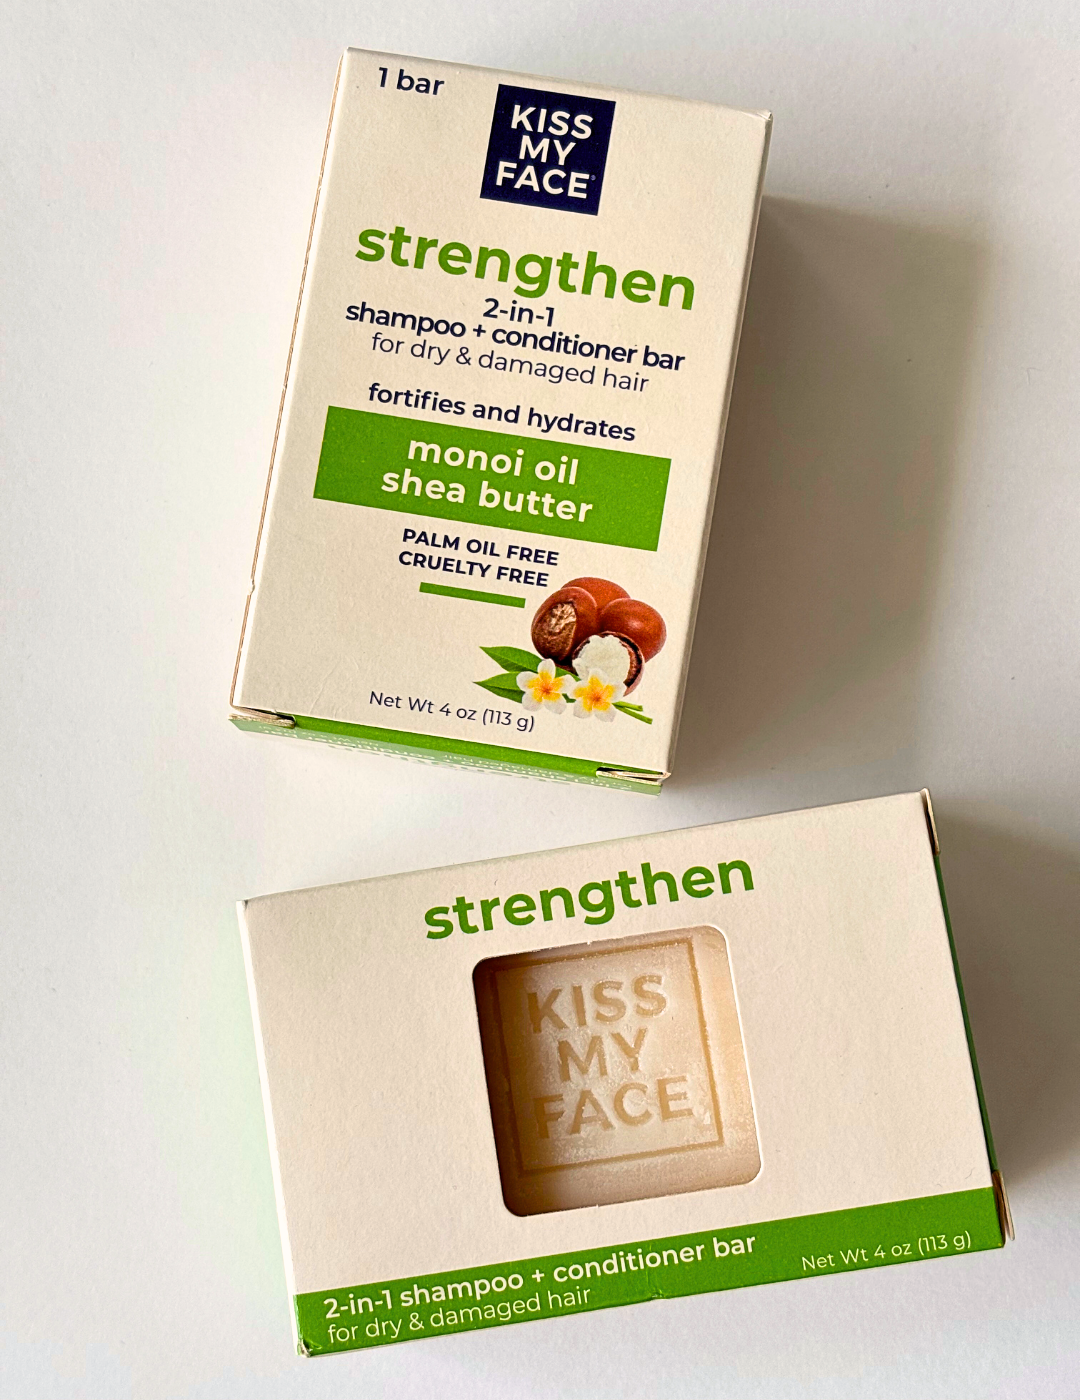 1 bar
KISS
MY
FACE
strengthen
2-in-1
shampoo + conditioner bar
for dry & damaged hair
fortifies and hydrates
monoi oil
shea butter
PALM OIL FREE
CRUELTY FREE
Net Wt 4 oz (113 g)
strengthen
KISS
MY
FACE
2-in-1 shampoo + conditioner bar
for dry & damaged hair
Net Wt 4 oz (113 g)